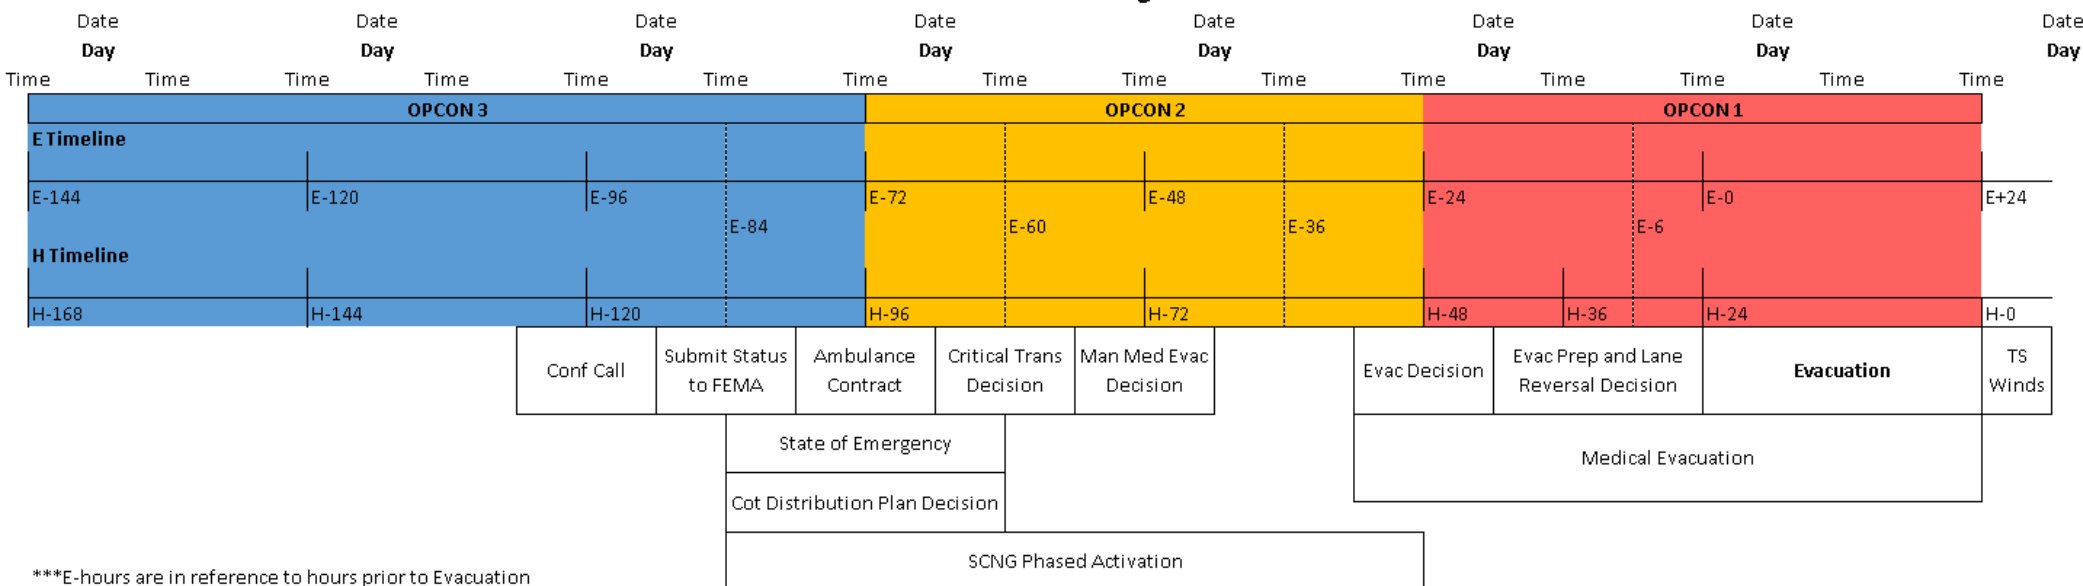 Date Date Date Date Date Date Date Date
Day Day Day Day Day Day Day Day
Time Time Time Time Time Time Time Time Time Time Time Time Time Time Time
OPCON 3 OPCON 2 OPCON 1
E Timeline
E-144 E-120 E-96 E-72 E-48 E-24 E-0 E+24
E-84 E-60 E-36 E-6
H Timeline
H-168 H-144 H-120 H-96 H-72 H-48 H-36 H-24 H-0
Conf Call
Submit Status
to FEMA
Ambulance
Contract
Critical Trans
Decision
Man Med Evac
Decision
Evac Decision
Evac Prep and Lane
Reversal Decision
Evacuation
TS
Winds
State of Emergency
Medical Evacuation
Cot Distribution Plan Decision
SCNG Phased Activation
***E-hours are in reference to hours prior to Evacuation